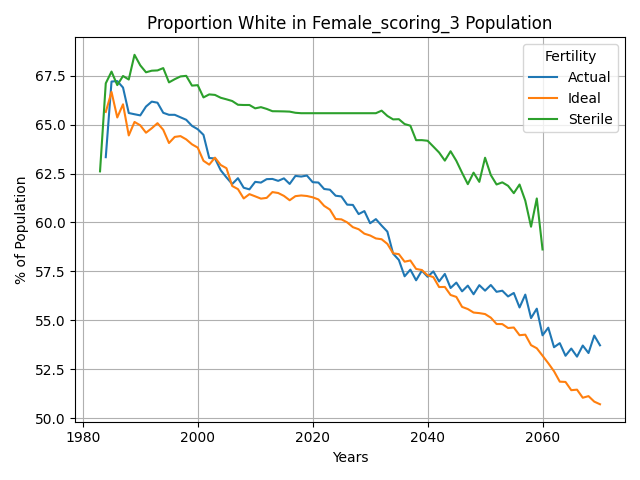 Proportion White in Female_scoring_3 Population
% of Population
67.5
65.0
62.5
60.0
57.5
55.0
52.5
50.0
Fertility
Actual
Ideal
Sterile
1980
2000
2020
2040
2060
Years